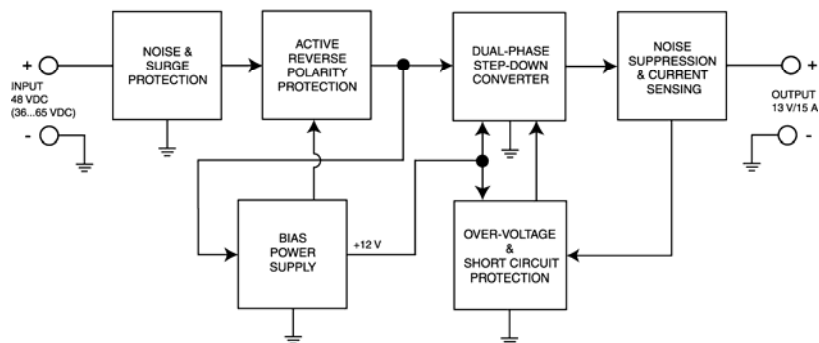 +
INPUT
48 VDC
(36...65 VDC)
-
NOISE &
SURGE
PROTECTION
ACTIVE
REVERSE
POLARITY
PROTECTION
DUAL-PHASE
STEP-DOWN
CONVERTER
NOISE
SUPPRESSION
& CURRENT
SENSING
+
OUTPUT
13 V/15 A
-
BIAS
POWER
SUPPLY
+12 V
OVER-VOLTAGE
&
SHORT CIRCUIT
PROTECTION